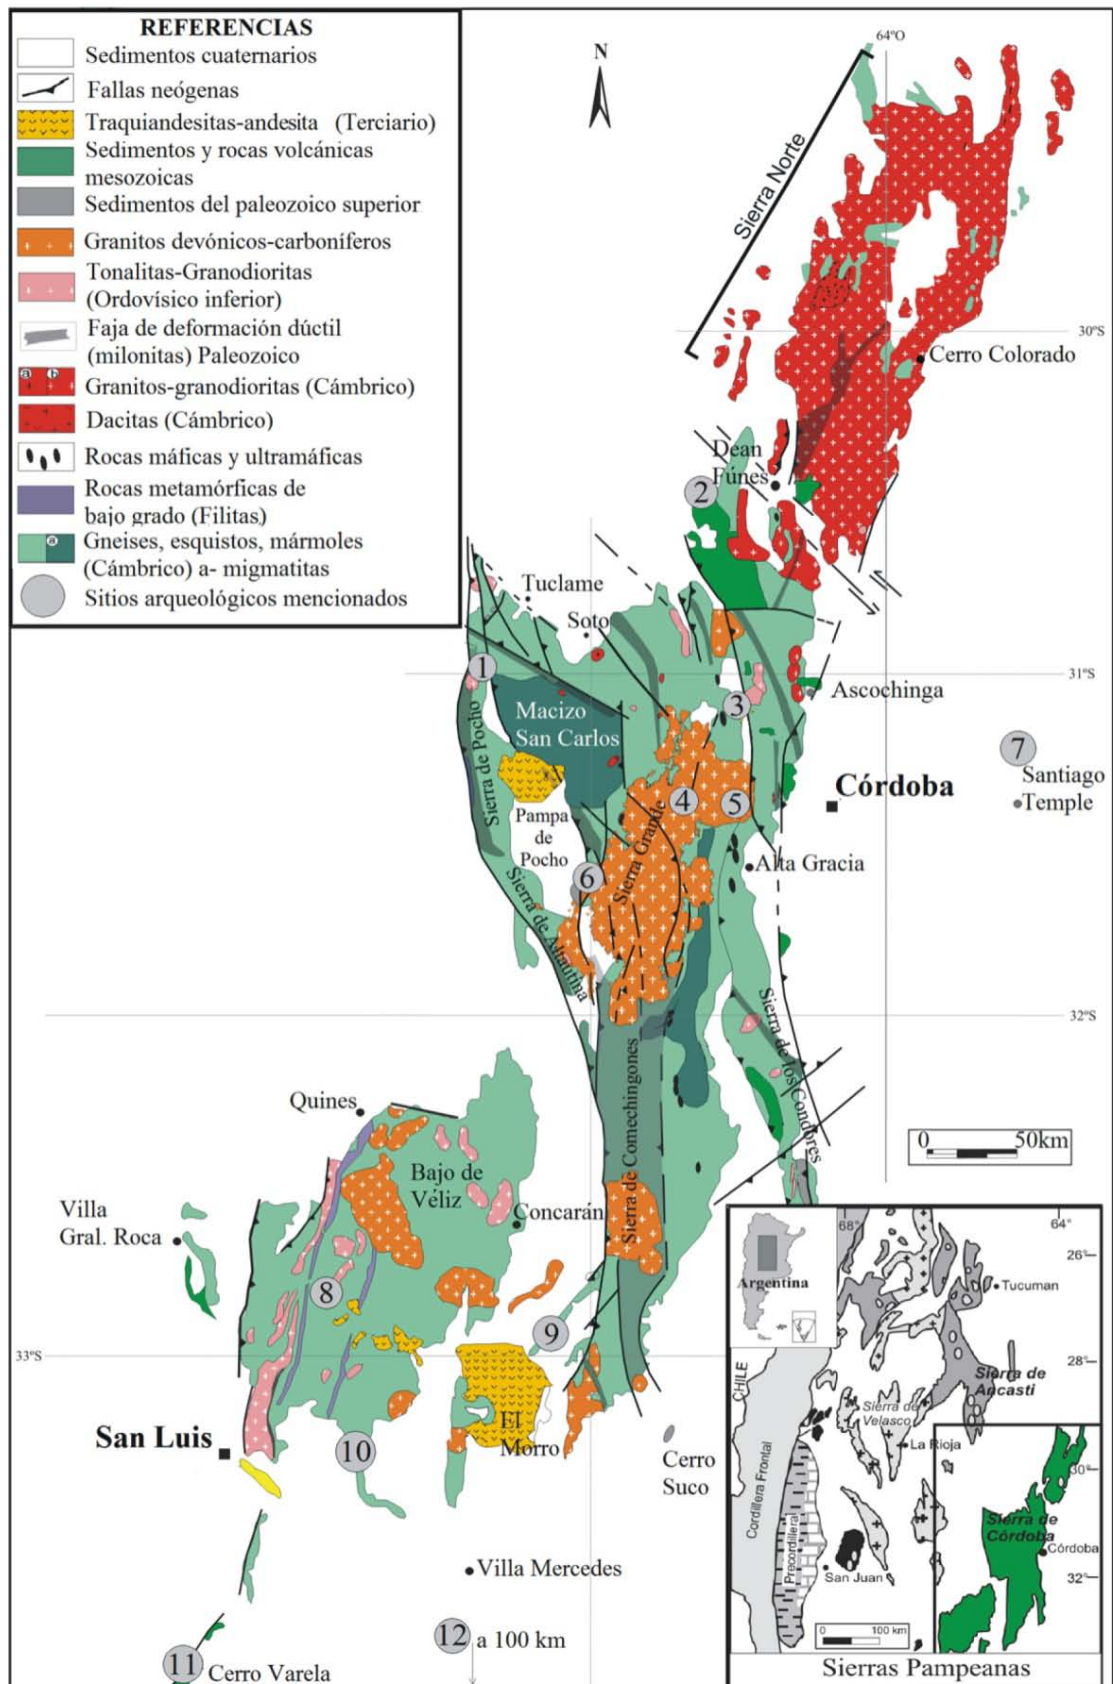 REFERENCIAS
Sedimentos cuaternarios
Fallas neógenas
Traquiandesitas-andesita (Terciario)
Sedimentos y rocas volcánicas
mesozoicas
Sedimentos del paleozoico superior
Granitos devónicos-carboníferos
Tonalitas-Granodioritas
(Ordovísico inferior)
Faja de deformación dúctil
(milonitas) Paleozoico
a b
Granitos-granodioritas (Cámbrico)
Dacitas (Cámbrico)
Rocas máficas y ultramáficas
Rocas metamórficas de
bajo grado (Filitas)
a
Gneises, esquistos, mármoles
(Cámbrico) a- migmatitas
Sitios arqueológicos mencionados
N
64°O
Sierra Norte
30°S
Cerro Colorado
Dean
Fúnes
2
Tuclame
Soto
1
31°S
3
Ascochinga
Macizo
San Carlos
Sierra de Pocho
7
Santiago
Temple
Córdoba
4
5
Pampa
de
Pocho
Sierra Grande
6
Alta Gracia
Sierra de Altautina
32°S
Sierra de los Condores
Sierra de Comechingones
Quines
0 50km
Bajo de
Véliz
Villa
Gral. Roca
Concarán
8
9
33°S
San Luis
El
Morro
10
Cerro
Suco
Villa Mercedes
12 a 100 km
11
Cerro Varela
68°
64°
Argentina
26°
Tucuman
CHILE
28°
Sierra de
Ancasti
Sierra de
Velasco
La Rioja
Cordillera Frontal
Precordilleral
30°
Sierra de
Córdoba
Córdoba
San Juan
32°
0 100 km
Sierras Pampeanas